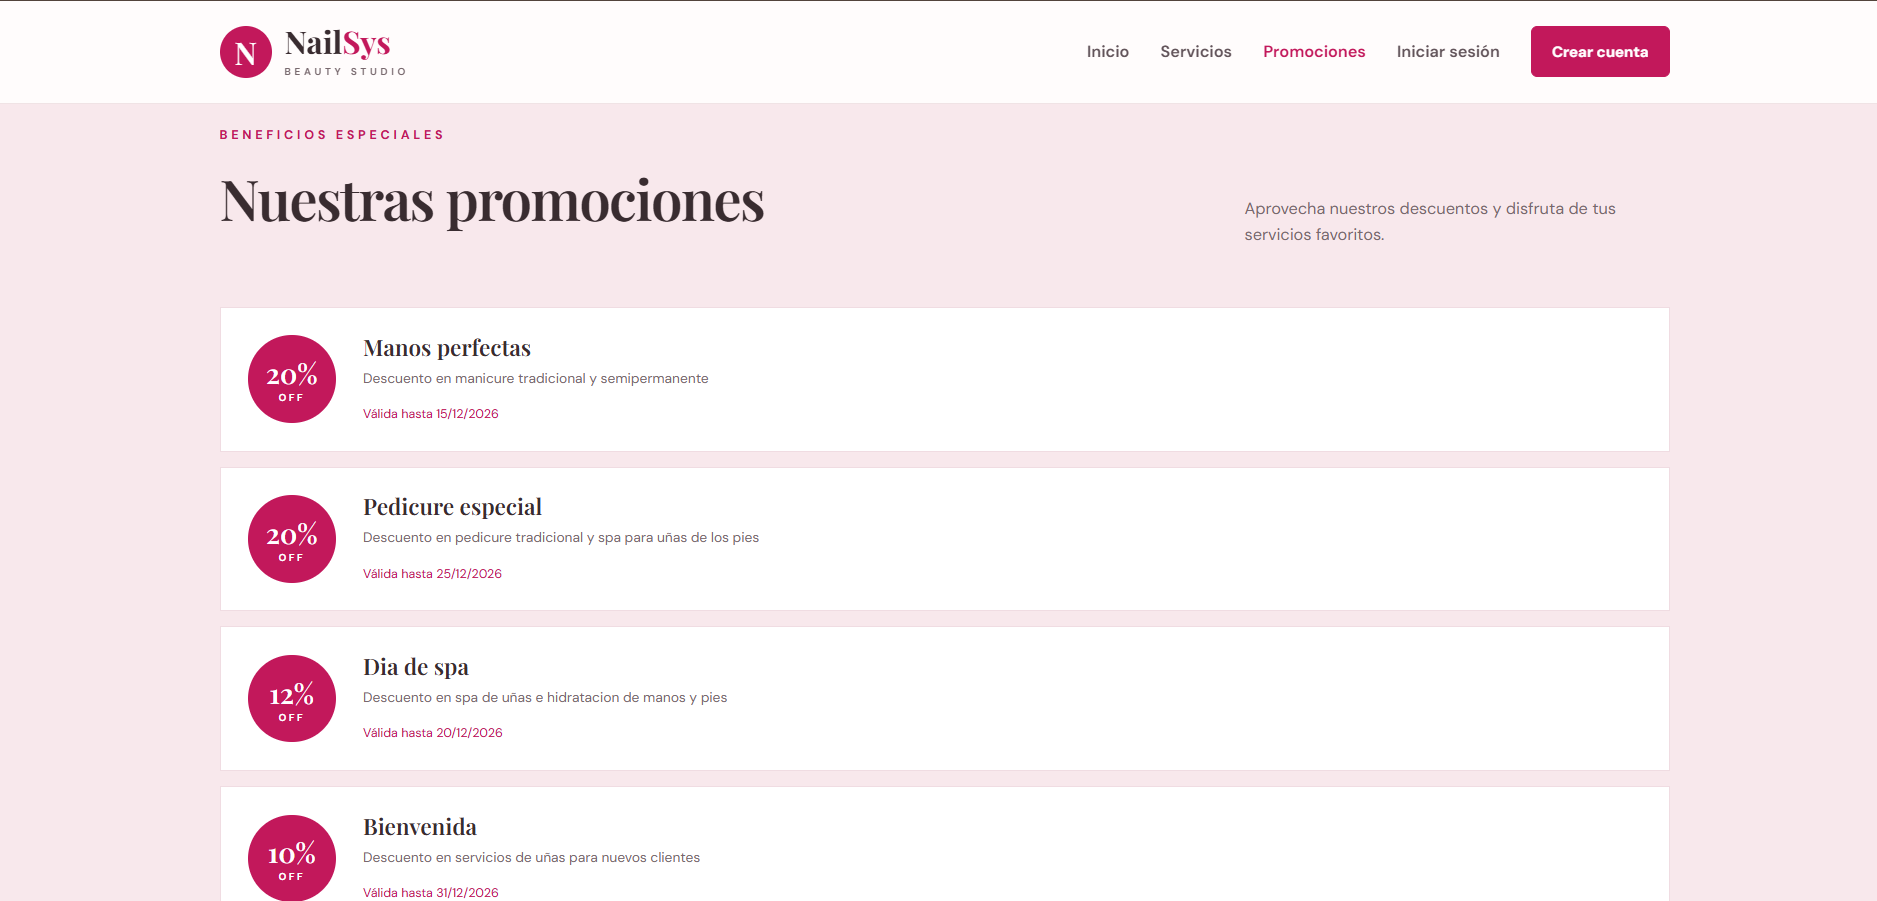 N
NailSys
BEAUTY STUDIO
Inicio
Servicios
Promociones
Iniciar sesión
Crear cuenta
BENEFICIOS ESPECIALES
Nuestras promociones
Aprovecha nuestros descuentos y disfruta de tus
servicios favoritos.
20%
OFF
Manos perfectas
Descuento en manicure tradicional y semipermanente
Válida hasta 15/12/2026
20%
OFF
Pedicure especial
Descuento en pedicure tradicional y spa para uñas de los pies
Válida hasta 25/12/2026
12%
OFF
Dia de spa
Descuento en spa de uñas e hidratacion de manos y pies
Válida hasta 20/12/2026
10%
OFF
Bienvenida
Descuento en servicios de uñas para nuevos clientes
Válida hasta 31/12/2026